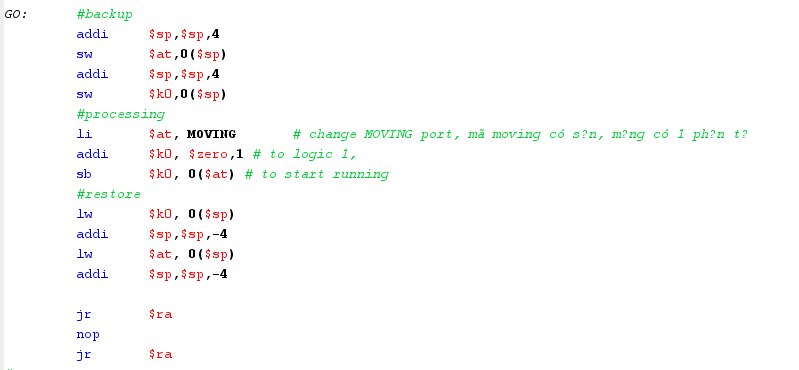 GO: #backup
addi $sp,$sp,4
sw $at,0($sp)
addi $sp,$sp,4
sw $k0,0($sp)
#processing
li $at, MOVING # change MOVING port, mã moving có s?n, m?ng có 1 ph?n t?
addi $k0, $zero,1 # to logic 1,
sb $k0, 0($at) # to start running
#restore
lw $k0, 0($sp)
addi $sp,$sp,-4
lw $at, 0($sp)
addi $sp,$sp,-4
jr $ra
nop
jr $ra